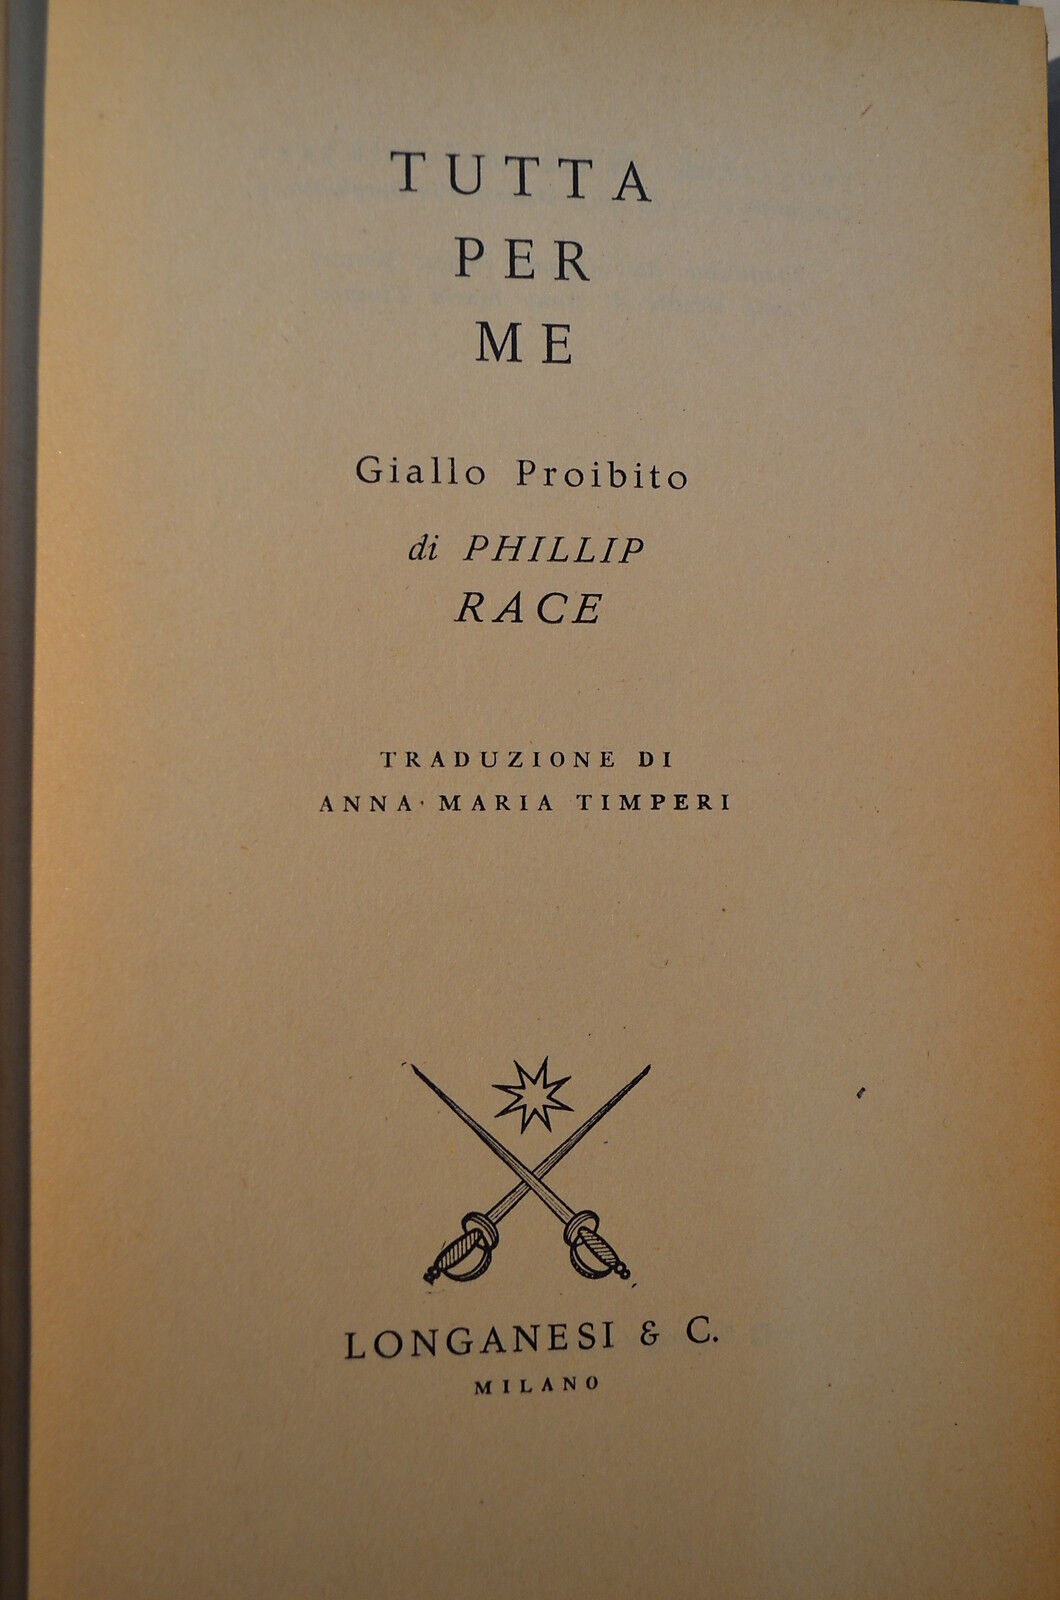 TUTTA
PER
ME
Giallo Proibito
di PHILLIP
RACE
TRADUZIONE DI
ANNA MARIA TIMPERI
LONGANESI & C.
MILANO